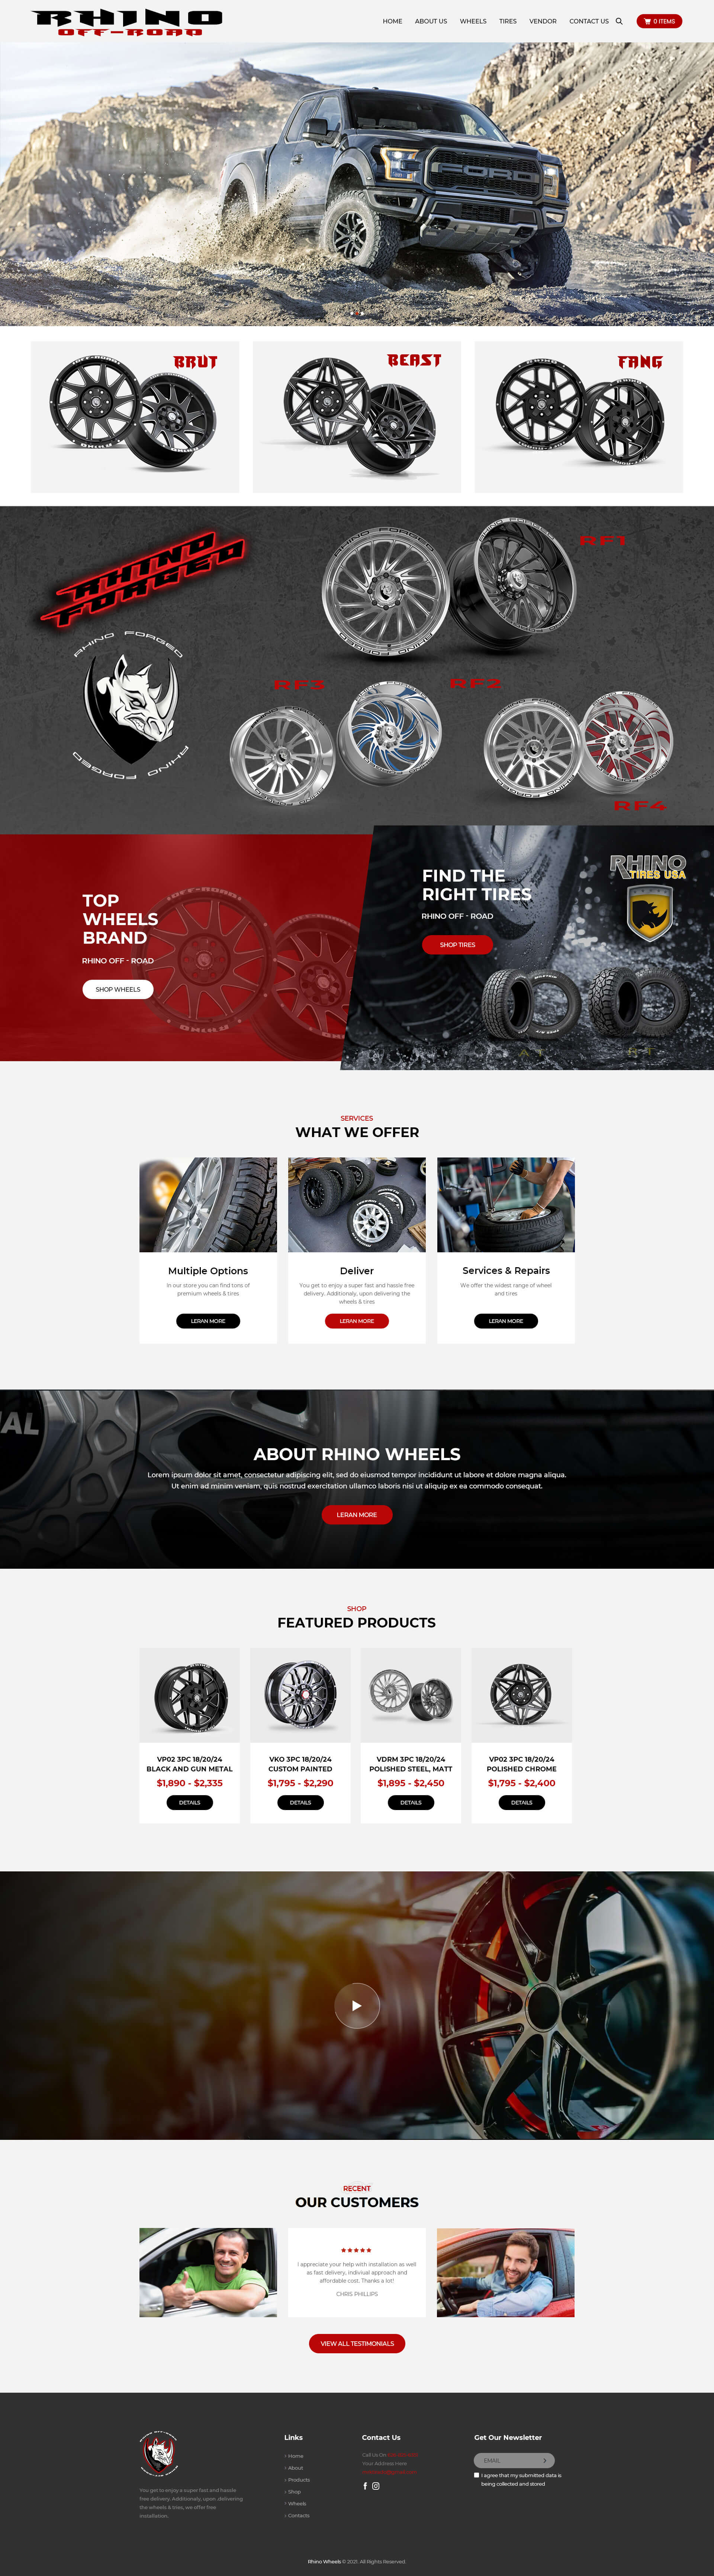 RHINO
OFF-ROAD
HOME ABOUT US WHEELS TIRES VENDOR CONTACT US
0 ITEMS
FORD
BRUT
BEAST
FANG
RHINO
FORGED
RHINO FORGED
RHINO FORGED
RF1
RF3
RF2
RF4
TOP
WHEELS
BRAND
RHINO OFF - ROAD
SHOP WHEELS
FIND THE
RIGHT TIRES
RHINO OFF - ROAD
SHOP TIRES
RHINO
TIRES USA
SERVICES
WHAT WE OFFER
Multiple Options
In our store you can find tons of
premium wheels & tires
LERAN MORE
Deliver
You get to enjoy a super fast and hassle free
delivery. Additionaly, upon delivering the
wheels & tires
LERAN MORE
Services & Repairs
We offer the widest range of wheel
and tires
LERAN MORE
ABOUT RHINO WHEELS
Lorem ipsum dolor sit amet, consectetur adipiscing elit, sed do eiusmod tempor incididunt ut labore et dolore magna aliqua.
Ut enim ad minim veniam, quis nostrud exercitation ullamco laboris nisi ut aliquip ex ea commodo consequat.
LERAN MORE
SHOP
FEATURED PRODUCTS
VP02 3PC 18/20/24
BLACK AND GUN METAL
$1,890 - $2,335
DETAILS
VKO 3PC 18/20/24
CUSTOM PAINTED
$1,795 - $2,290
DETAILS
VDRM 3PC 18/20/24
POLISHED STEEL, MATT
$1,895 - $2,450
DETAILS
VP02 3PC 18/20/24
POLISHED CHROME
$1,795 - $2,400
DETAILS
RECENT
OUR CUSTOMERS
I appreciate your help with installation as well
as fast delivery, indiviual approach and
affordable cost. Thanks a lot!
CHRIS PHILLIPS
VIEW ALL TESTIMONIALS
You get to enjoy a super fast and hassle
free delivery. Additionaly, upon delivering
the wheels & tries, we offer free
installation.
Links
Home
About
Products
Shop
Wheels
Contacts
Contact Us
Call Us On
Your Address Here
Get Our Newsletter
EMAIL
I agree that my submitted data is
being collected and stored
Rhino Wheels © 2021. All Rights Reserved.